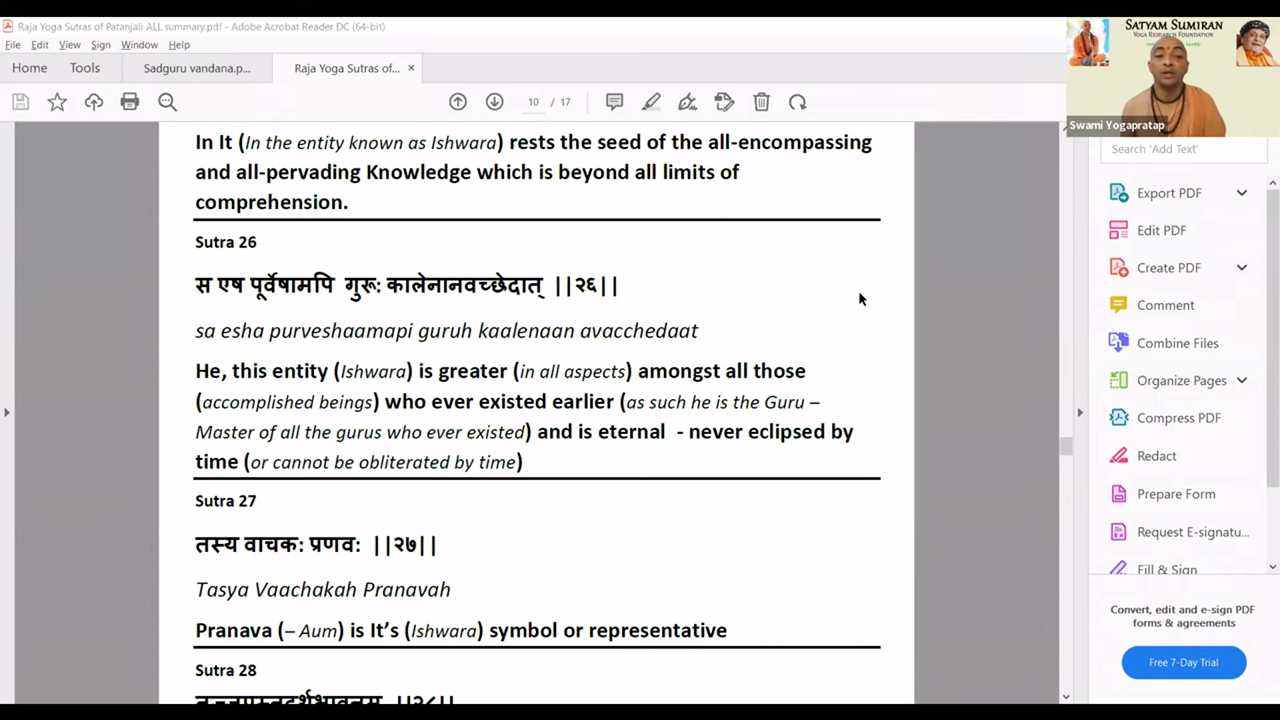 Raja Yoga Sutras of Patanjali ALL summary.pdf - Adobe Acrobat Reader DC (64-bit)
File Edit View Sign Window Help
Home Tools Sadguru vandana.p... Raja Yoga Sutras of... ×
10 / 17
SATYAM SUMIRAN
YOGA RESEARCH FOUNDATION
Swami Yogapratap
Search 'Add Text'
Export PDF
Edit PDF
Create PDF
Comment
Combine Files
Organize Pages
Compress PDF
Redact
Prepare Form
Request E-signatu...
Fill & Sign
Convert, edit and e-sign PDF
forms & agreements
Free 7-Day Trial
In It (In the entity known as Ishwara) rests the seed of the all-encompassing
and all-pervading Knowledge which is beyond all limits of
comprehension.
Sutra 26
स एष पूर्वेषामपि गुरू: कालेनानवच्छेदात् ||२६||
sa esha purveshaamapi guruh kaalenaan avacchedaat
He, this entity (Ishwara) is greater (in all aspects) amongst all those
(accomplished beings) who ever existed earlier (as such he is the Guru –
Master of all the gurus who ever existed) and is eternal - never eclipsed by
time (or cannot be obliterated by time)
Sutra 27
तस्य वाचक: प्रणव: ||२७||
Tasya Vaachakah Pranavah
Pranava (– Aum) is It's (Ishwara) symbol or representative
Sutra 28